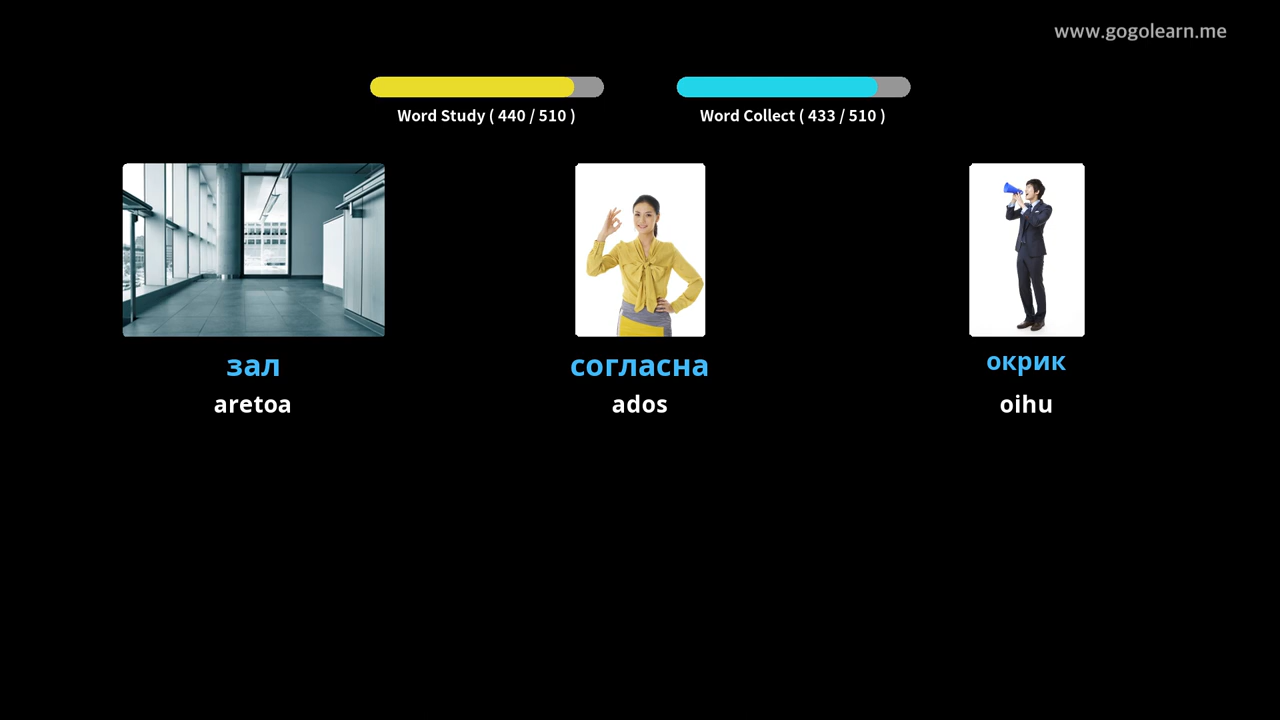 www.gogolearn.me
Word Study ( 440 / 510 )
Word Collect ( 433 / 510 )
зал
согласна
окрик
aretoa
ados
oihu